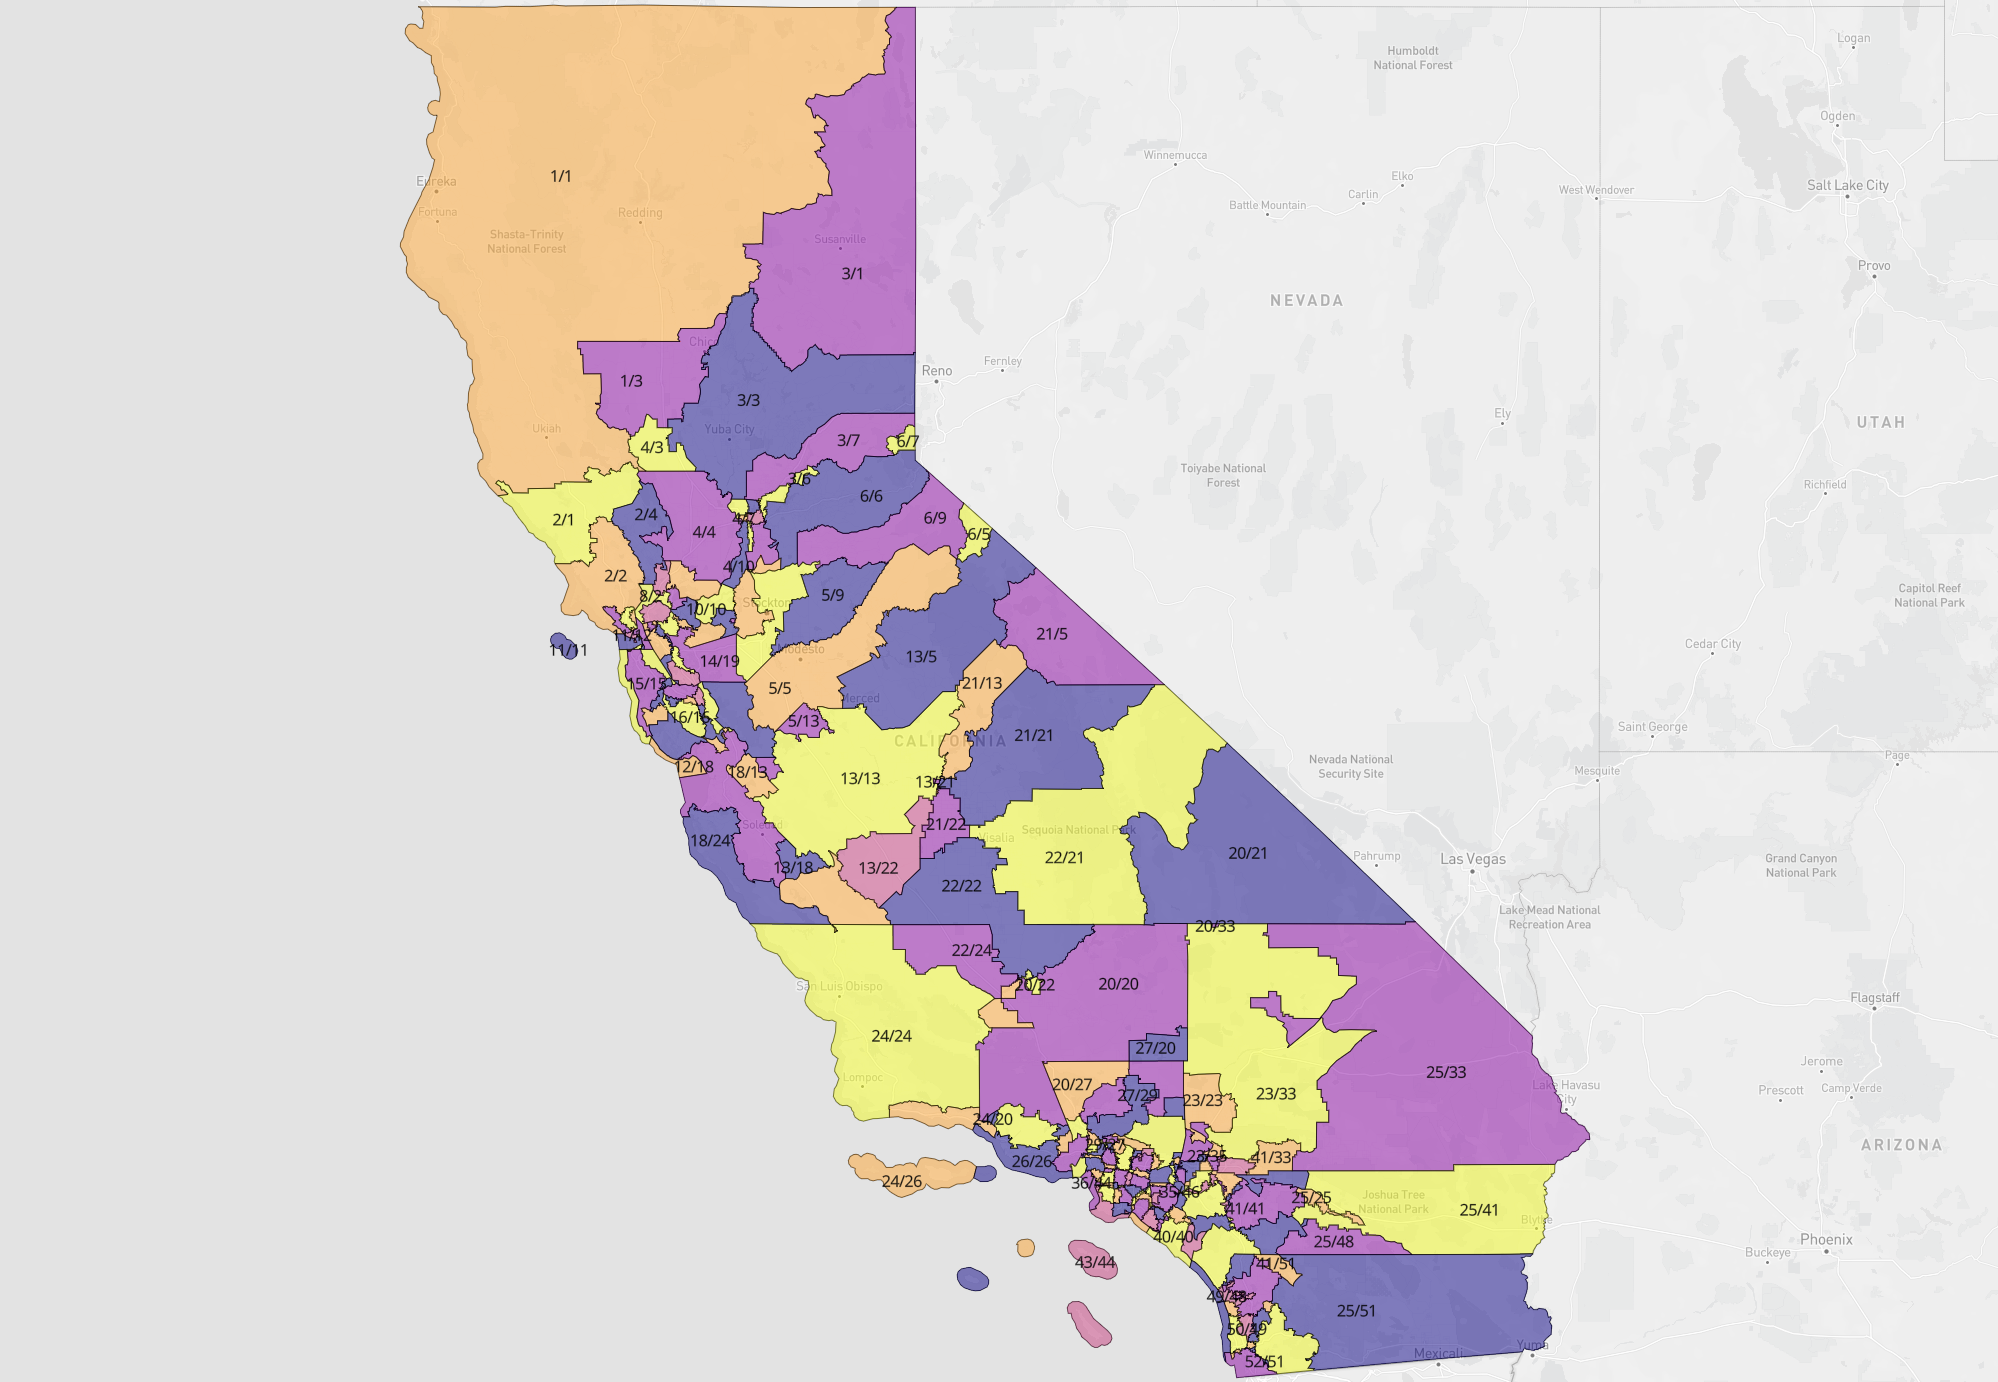 Logan
Humboldt
National Forest
Ogden
Winnemucca
Elko
Carlin
West Wendover
Salt Lake City
Battle Mountain
1/1
Eureka
Fortuna
Redding
Shasta-Trinity
National Forest
Susanville
3/1
Provo
NEVADA
Reno
Fernley
1/3
3/3
Ukiah
Yuba City
4/3
3/7
6/7
Ely
UTAH
Toiyabe National
Forest
Richfield
3/6
6/6
2/1
2/4
4/4
6/9
6/5
4/10
2/2
8/2
10/10
Stockton
5/9
Capitol Reef
National Park
11/12
11/11
14/19
Modesto
13/5
21/5
Cedar City
15/15
5/5
Merced
21/13
16/16
5/13
CALIFORNIA
21/21
Saint George
Page
12/18
18/13
13/13
13/21
Nevada National
Security Site
Mesquite
Soledad
21/22
Visalia
Sequoia National Park
18/24
13/18
13/22
22/22
22/21
20/21
Pahrump
Las Vegas
Grand Canyon
National Park
Lake Mead National
Recreation Area
20/33
22/24
San Luis Obispo
20/22
20/20
Flagstaff
24/24
27/20
Lompoc
20/27
27/29
23/23
23/33
25/33
Jerome
Prescott
Camp Verde
Lake Havasu
City
24/20
ARIZONA
26/26
41/33
24/26
36/44
35/46
41/41
25/25
Joshua Tree
National Park
25/41
Blythe
40/40
25/48
Phoenix
Buckeye
43/44
41/51
25/51
50/49
52/51
Mexicali
Yuma